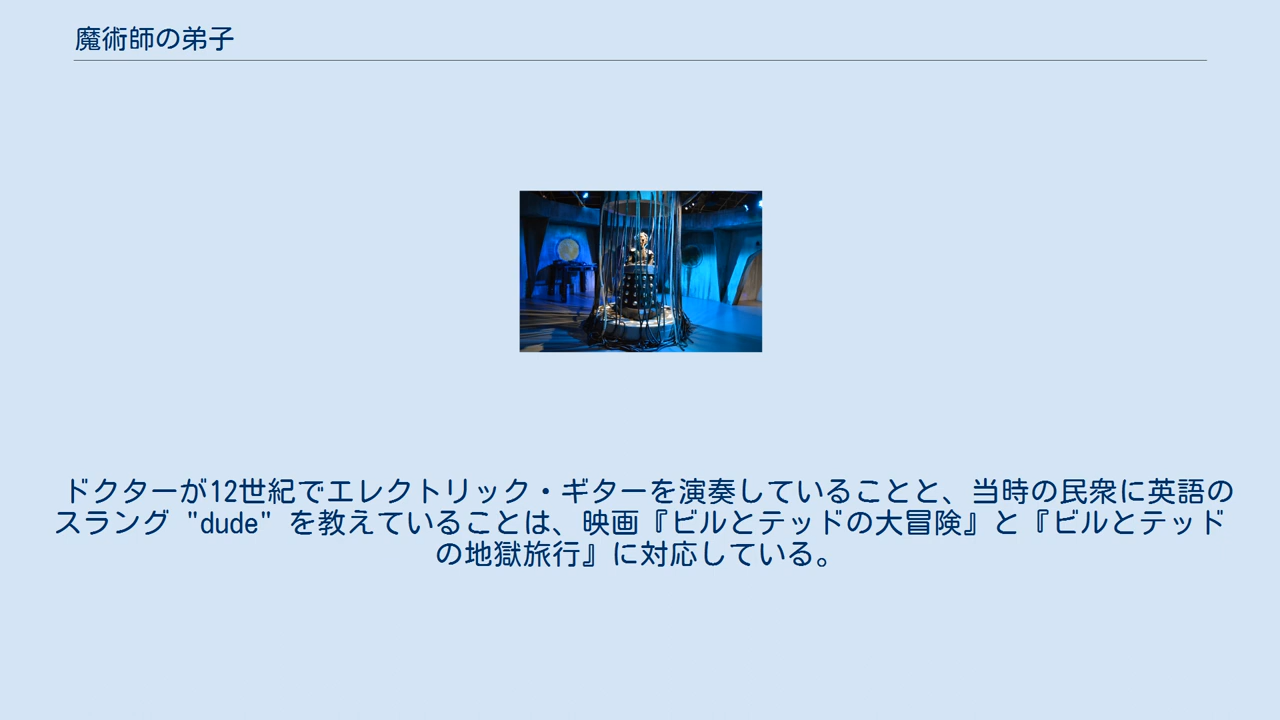 魔術師の弟子
ドクターが12世紀でエレクトリック・ギターを演奏していることと、当時の民衆に英語の
スラング "dude" を教えていることは、映画『ビルとテッドの大冒険』と『ビルとテッド
の地獄旅行』に対応している。